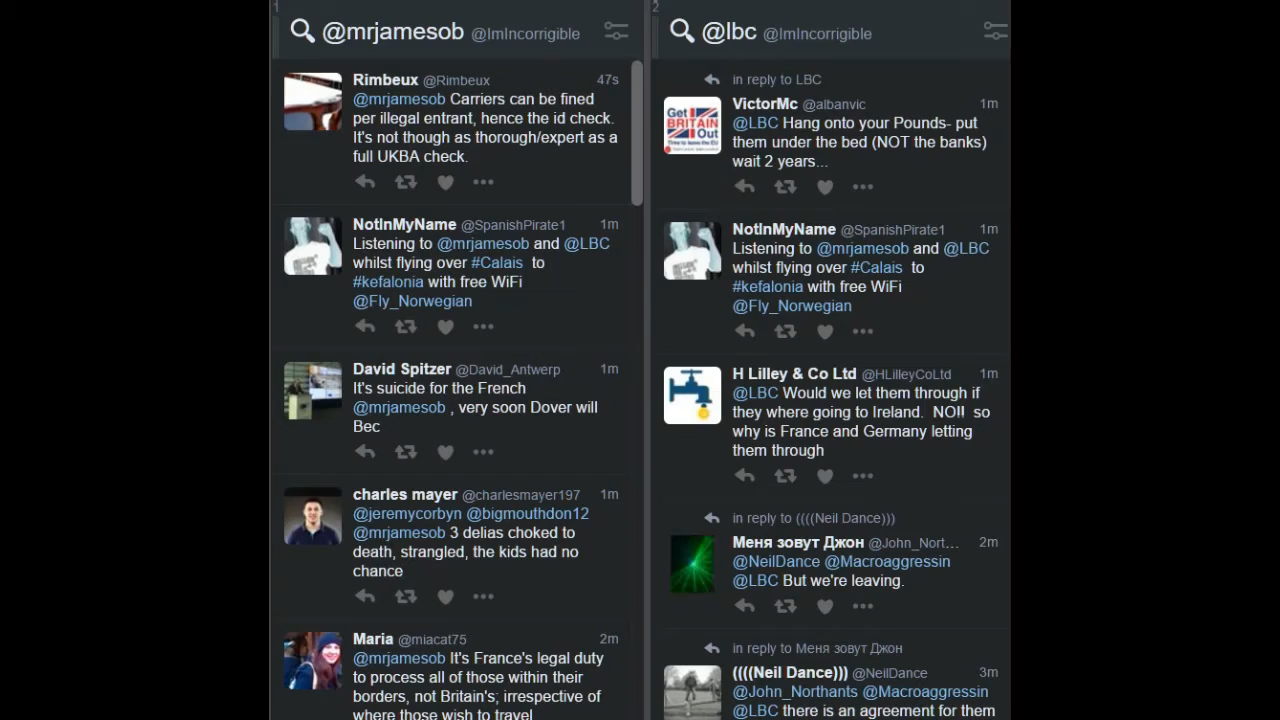 1
@mrjamesob @ImIncorrigible
Rimbeux @Rimbeux 47s
@mrjamesob Carriers can be fined
per illegal entrant, hence the id check.
It's not though as thorough/expert as a
full UKBA check.
NotInMyName @SpanishPirate1 1m
Listening to @mrjamesob and @LBC
whilst flying over #Calais to
#kefalonia with free WiFi
@Fly_Norwegian
David Spitzer @David_Antwerp 1m
It's suicide for the French
@mrjamesob , very soon Dover will
Bec
charles mayer @charlesmayer197 1m
@jeremycorbyn @bigmouthdon12
@mrjamesob 3 delias choked to
death, strangled, the kids had no
chance
Maria @miacat75 2m
@mrjamesob It's France's legal duty
to process all of those within their
borders, not Britain's; irrespective of
where those wish to travel
2
@lbc @ImIncorrigible
in reply to LBC
VictorMc @albanvic 1m
Get
BRITAIN
Out
@LBC Hang onto your Pounds- put
them under the bed (NOT the banks)
wait 2 years...
NotInMyName @SpanishPirate1 1m
Listening to @mrjamesob and @LBC
whilst flying over #Calais to
#kefalonia with free WiFi
@Fly_Norwegian
H Lilley & Co Ltd @HLilleyCoLtd 1m
@LBC Would we let them through if
they where going to Ireland. NO!! so
why is France and Germany letting
them through
in reply to ((((Neil Dance)))
Меня зовут Джон @John_Nort... 2m
@NeilDance @Macroaggressin
@LBC But we're leaving.
in reply to Меня зовут Джон
((((Neil Dance))) @NeilDance 3m
@John_Northants @Macroaggressin
@LBC there is an agreement for them